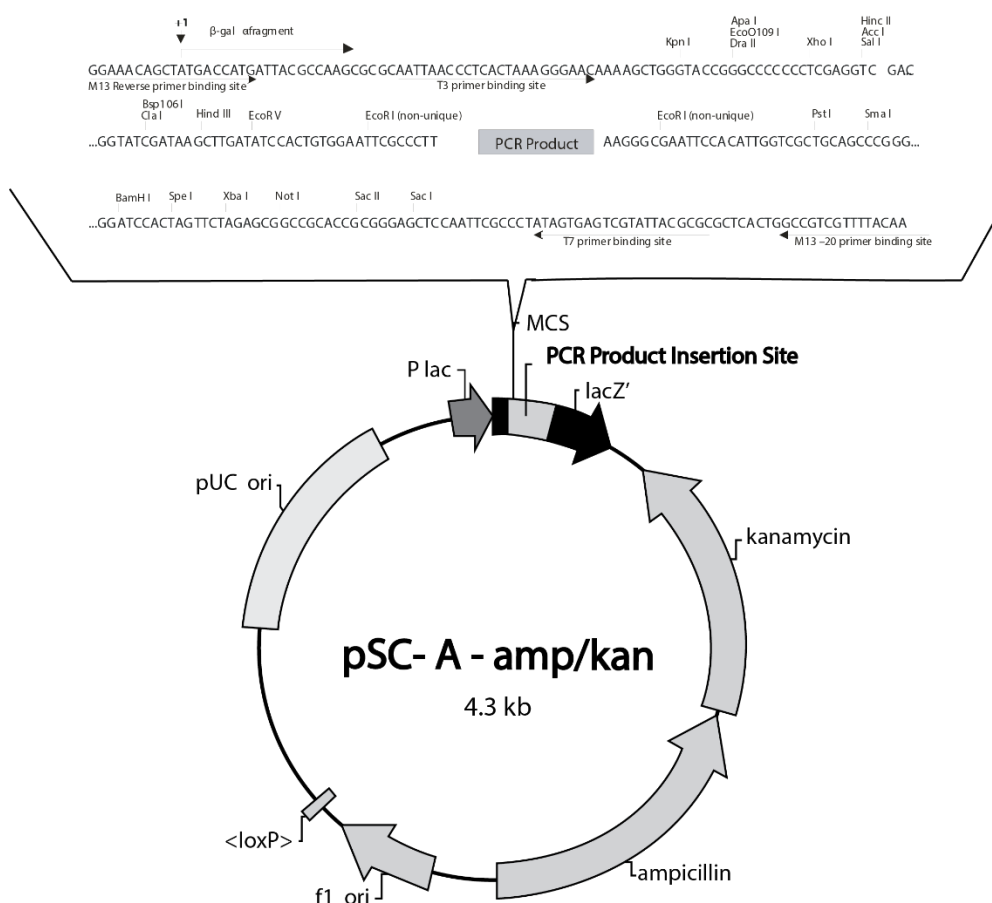 +1
β-gal αfragment
Kpn I
Apa I
EcoO109 I
Dra II
Xho I
Hinc II
Acc I
Sal I
GGAAACAGCTATGACCATGATTACGCCAAGCGCGCAATTAACCCTCACTAAAGGGAACAAAAGCTGGGTACCGGGCCCCCCCTCGAGGTC GAC
M13 Reverse primer binding site
T3 primer binding site
Bsp106 I
Cla I
Hind III
EcoR V
EcoR I (non-unique)
EcoR I (non-unique)
Pst I
Sma I
...GGTATCGATAAGCTTGATATCCACTGTGGAATTCGCCCTT
PCR Product
AAGGGCGAATTCCACATTGGTCGCTGCAGCCCGGG...
BamH I
Spe I
Xba I
Not I
Sac II
Sac I
...GGATCCACTAGTTCTAGAGCGGCCGCACCGCGGGAGCTCCAATTCGCCCTATAGTGAGTCGTATTACGCGCGCTCACTGGCCGTCGTTTTACAA
T7 primer binding site
M13 –20 primer binding site
MCS
PCR Product Insertion Site
P lac
lacZ’
pUC ori
kanamycin
pSC- A - amp/kan
4.3 kb
<loxP>
f1 ori
ampicillin